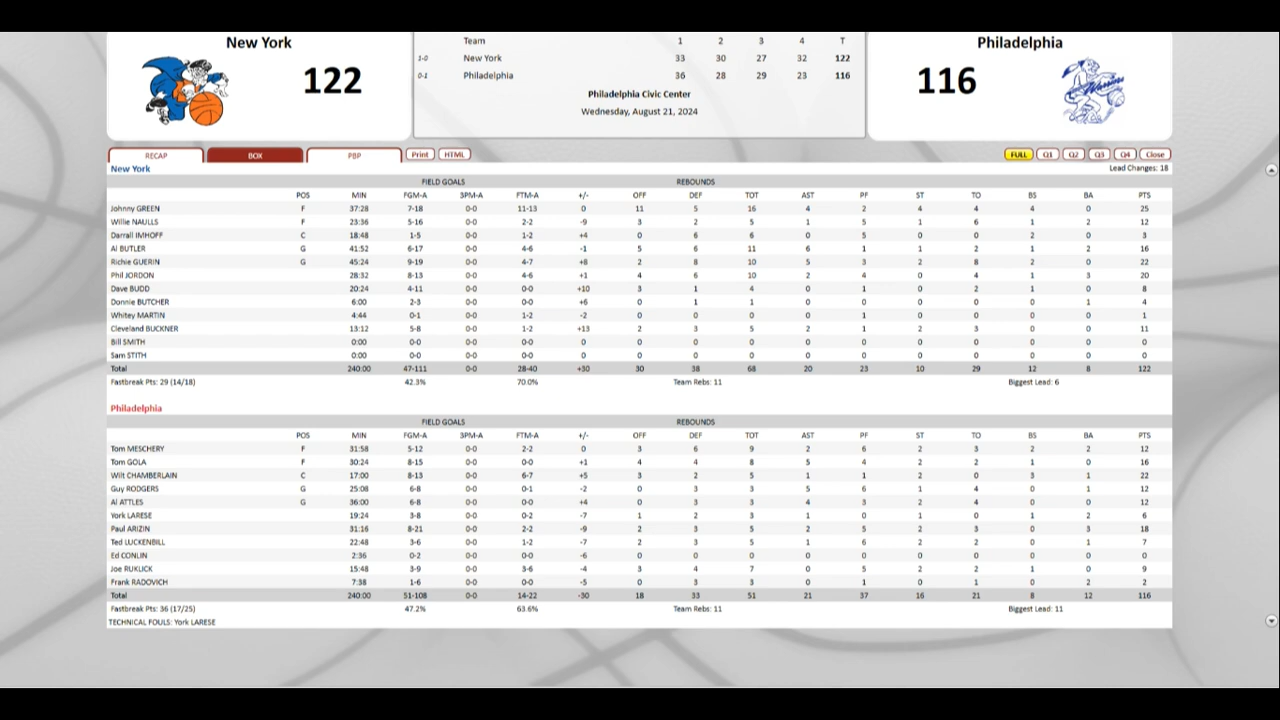 New York
122
Team 1 2 3 4 T
1-0 New York 33 30 27 32 122
0-1 Philadelphia 36 28 29 23 116
Philadelphia Civic Center
Wednesday, August 21, 2024
Philadelphia
116
Warriors
RECAP BOX PBP Print HTML FULL Q1 Q2 Q3 Q4 Close
New York Lead Changes: 18
FIELD GOALS REBOUNDS
POS MIN FGM-A 3PM-A FTM-A +/- OFF DEF TOT AST PF ST TO BS BA PTS
Johnny GREEN F 37:28 7-18 0-0 11-13 0 11 5 16 4 2 4 4 4 0 25
Willie NAULLS F 23:36 5-16 0-0 2-2 -9 3 2 5 1 5 1 6 1 2 12
Darrall IMHOFF C 18:48 1-5 0-0 1-2 +4 0 6 6 0 5 0 0 2 0 3
Al BUTLER G 41:52 6-17 0-0 4-6 -1 5 6 11 6 1 1 2 1 2 16
Richie GUERIN G 45:24 9-19 0-0 4-7 +8 2 8 10 5 3 2 8 2 0 22
Phil JORDON 28:32 8-13 0-0 4-6 +1 4 6 10 2 4 0 4 1 3 20
Dave BUDD 20:24 4-11 0-0 0-0 +10 3 1 4 0 1 0 2 1 0 8
Donnie BUTCHER 6:00 2-3 0-0 0-0 +6 0 1 1 0 0 0 0 0 1 4
Whitey MARTIN 4:44 0-1 0-0 1-2 -2 0 0 0 0 1 0 0 0 0 1
Cleveland BUCKNER 13:12 5-8 0-0 1-2 +13 2 3 5 2 1 2 3 0 0 11
Bill SMITH 0:00 0-0 0-0 0-0 0 0 0 0 0 0 0 0 0 0 0
Sam STITH 0:00 0-0 0-0 0-0 0 0 0 0 0 0 0 0 0 0 0
Total 240:00 47-111 0-0 28-40 +30 30 38 68 20 23 10 29 12 8 122
Fastbreak Pts: 29 (14/18) 42.3% 70.0% Team Rebs: 11 Biggest Lead: 6
Philadelphia
FIELD GOALS REBOUNDS
POS MIN FGM-A 3PM-A FTM-A +/- OFF DEF TOT AST PF ST TO BS BA PTS
Tom MESCHERY F 31:58 5-12 0-0 2-2 0 3 6 9 2 6 2 3 2 2 12
Tom GOLA F 30:24 8-15 0-0 0-0 +1 4 4 8 5 4 2 2 1 0 16
Wilt CHAMBERLAIN C 17:00 8-13 0-0 6-7 +5 3 2 5 1 1 2 0 3 1 22
Guy RODGERS G 25:08 6-8 0-0 0-1 -2 0 3 3 5 6 1 4 0 1 12
Al ATTLES G 36:00 6-8 0-0 0-0 +4 0 3 3 4 3 2 4 0 0 12
York LARESE 19:24 3-8 0-0 0-2 -7 1 2 3 1 0 1 0 1 2 6
Paul ARIZIN 31:16 8-21 0-0 2-2 -9 2 3 5 2 5 2 3 0 3 18
Ted LUCKENBILL 22:48 3-6 0-0 1-2 -7 2 3 5 1 6 2 2 0 1 7
Ed CONLIN 2:36 0-2 0-0 0-0 -6 0 0 0 0 0 0 0 0 0 0
Joe RUKLICK 15:48 3-9 0-0 3-6 -4 3 4 7 0 5 2 2 1 0 9
Frank RADOVICH 7:38 1-6 0-0 0-0 -5 0 3 3 0 1 0 1 0 2 2
Total 240:00 51-108 0-0 14-22 -30 18 33 51 21 37 16 21 8 12 116
Fastbreak Pts: 36 (17/25) 47.2% 63.6% Team Rebs: 11 Biggest Lead: 11
TECHNICAL FOULS: York LARESE